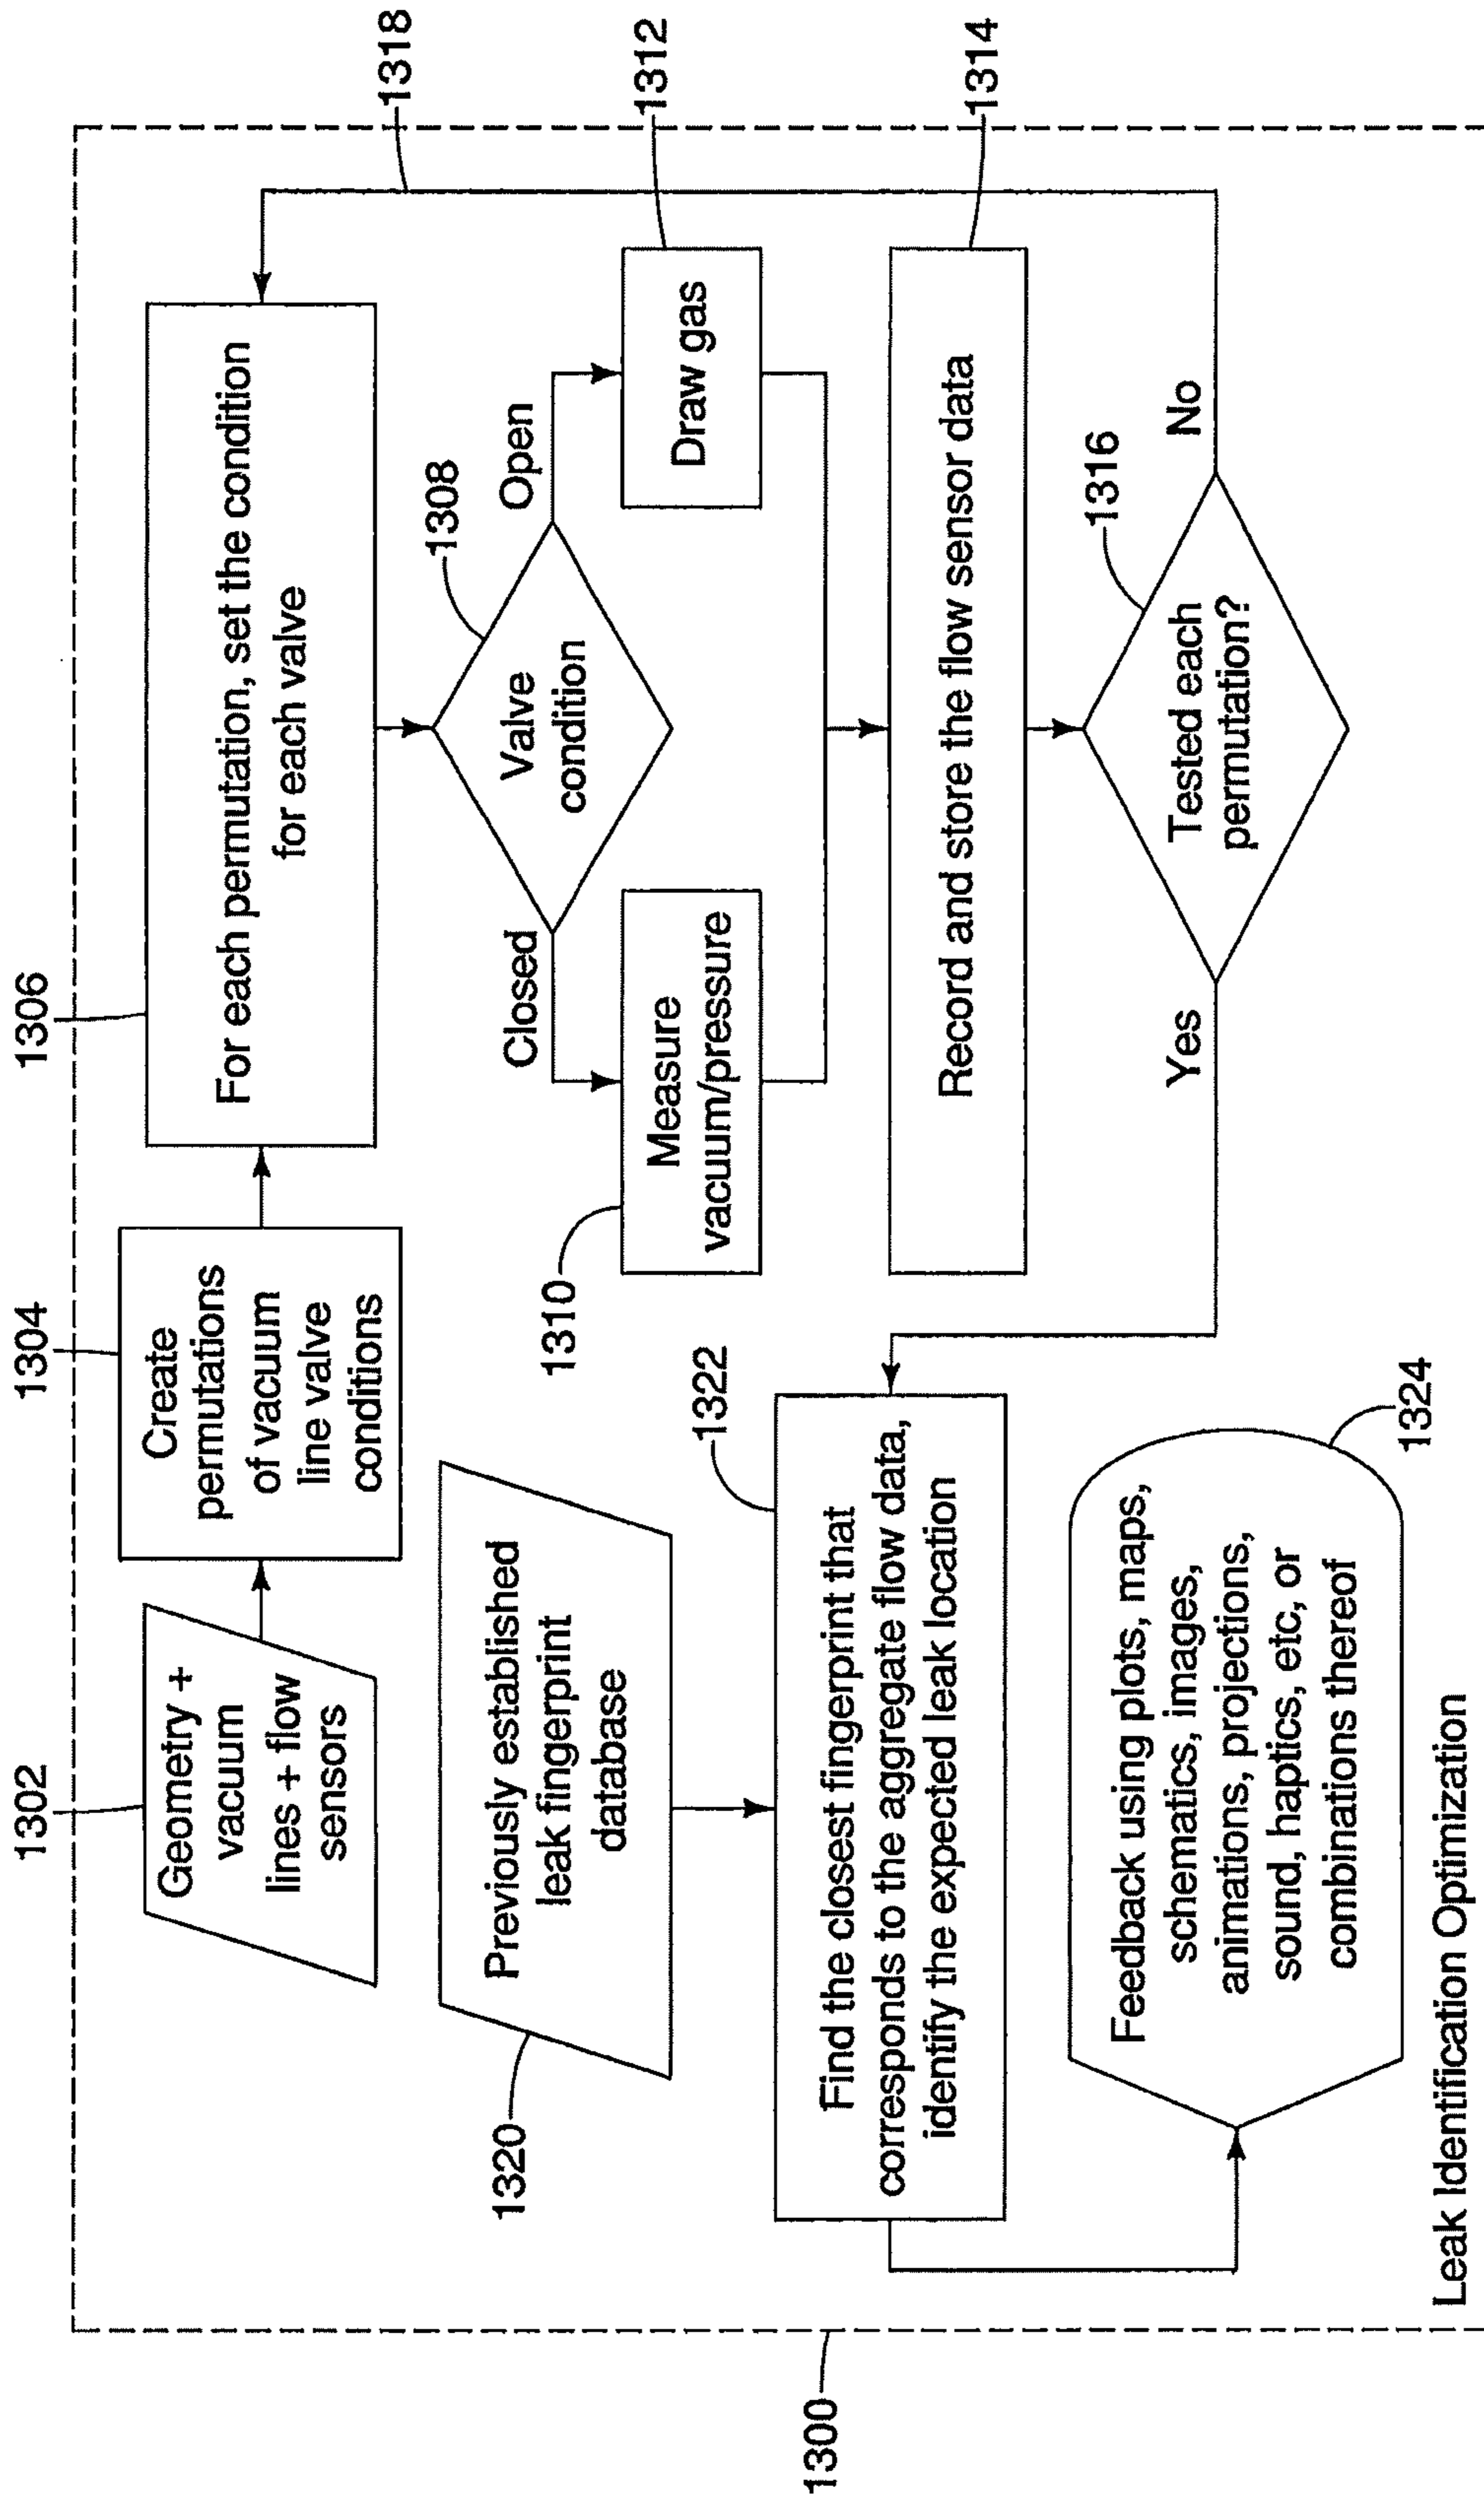 1302
Geometry +
vacuum
lines + flow
sensors
1304
Create
permutations
of vacuum
line valve
conditions
1306
For each permutation, set the condition
for each valve
1318
1308
Valve
condition
Closed
Open
1310
Measure
vacuum/pressure
1312
Draw gas
1314
Record and store the flow sensor data
1316
Tested each
permutation?
Yes
No
1320
Previously established
leak fingerprint
database
1322
Find the closest fingerprint that
corresponds to the aggregate flow data,
identify the expected leak location
1324
Feedback using plots, maps,
schematics, images,
animations, projections,
sound, haptics, etc, or
combinations thereof
1300
Leak Identification Optimization